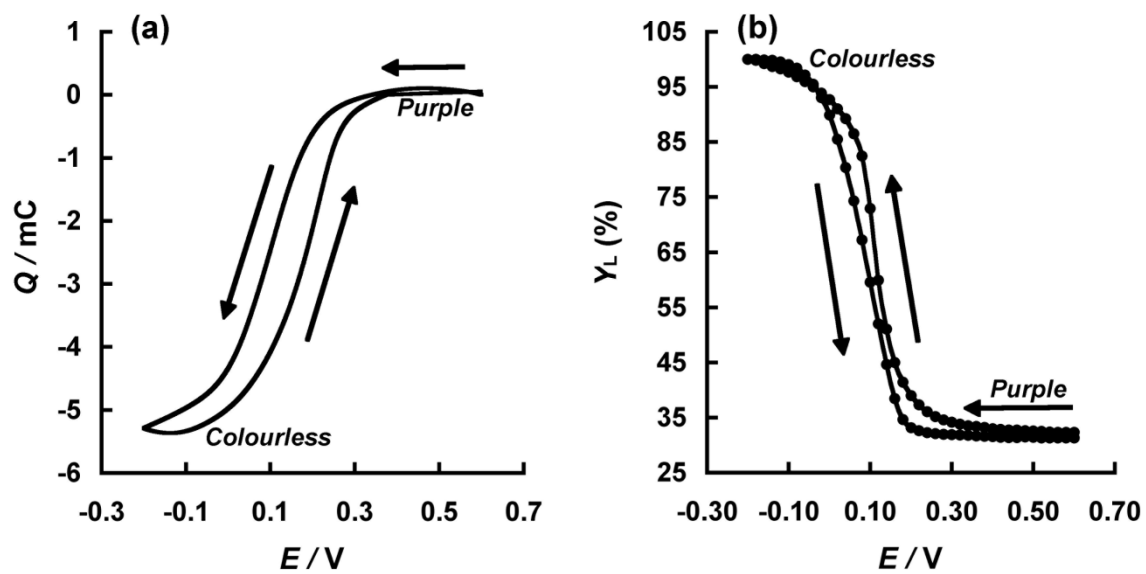 (a)
1
0
-1
-2
-3
-4
-5
-6
Q / mC
Purple
Colourless
-0.3 -0.1 0.1 0.3 0.5 0.7
E / V
(b)
105
95
85
75
65
55
45
35
25
YL (%)
Colourless
Purple
-0.30 -0.10 0.10 0.30 0.50 0.70
E / V